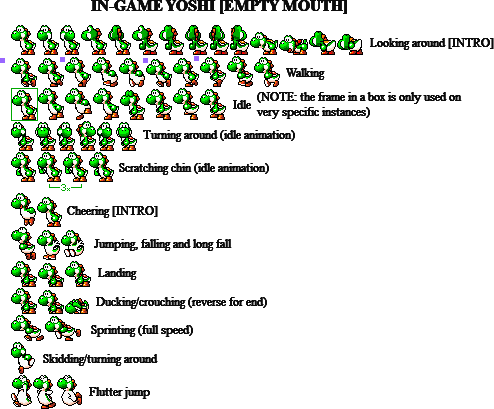 IN-GAME YOSHI [EMPTY MOUTH]
Looking around [INTRO]
Walking
Idle (NOTE: the frame in a box is only used on
very specific instances)
Turning around (idle animation)
Scratching chin (idle animation)
3x
Cheering [INTRO]
Jumping, falling and long fall
Landing
Ducking/crouching (reverse for end)
Sprinting (full speed)
Skidding/turning around
Flutter jump